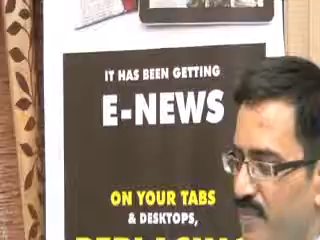 IT HAS BEEN GETTING
E-NEWS
ON YOUR TABS
& DESKTOPS,